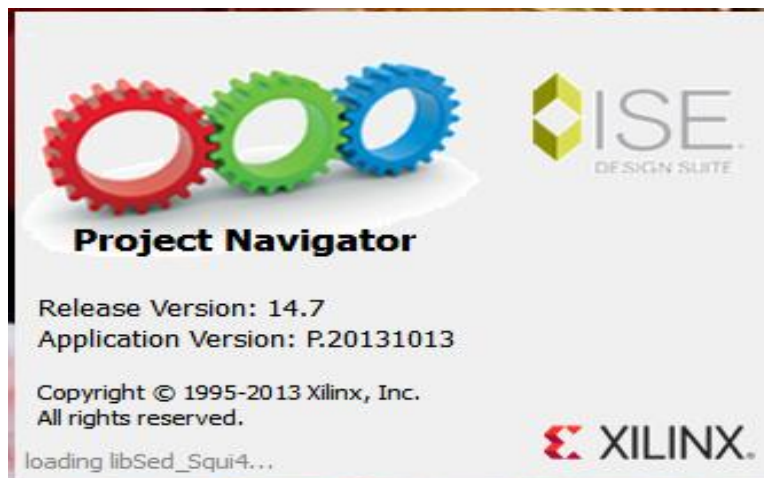 ISE
DESIGN SUITE
Project Navigator
Release Version: 14.7
Application Version: P.20131013
Copyright © 1995-2013 Xilinx, Inc.
All rights reserved.
loading libSed_Squi4...
XILINX.